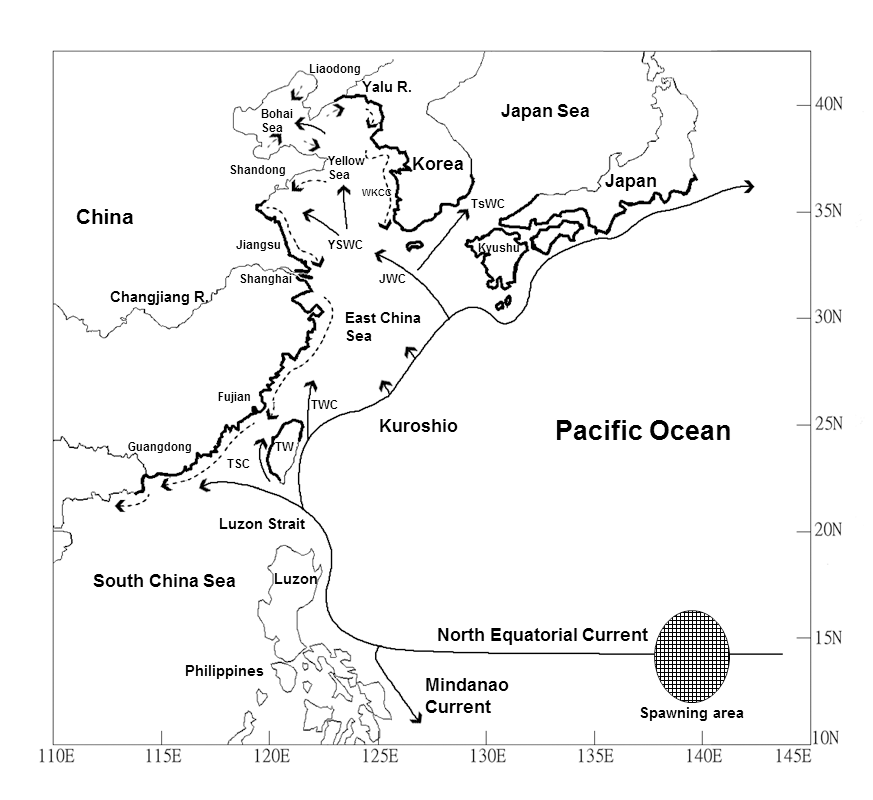 Liaodong
Yalu R.
40N
Bohai
Sea
Japan Sea
Shandong
Yellow
Sea
Korea
Japan
WKCC
TsWC
China
35N
Jiangsu
YSWC
Kyushu
Shanghai
JWC
Changjiang R.
East China
Sea
30N
Fujian
TWC
Kuroshio
Pacific Ocean
25N
Guangdong
TW
TSC
Luzon Strait
20N
South China Sea
Luzon
North Equatorial Current
15N
Philippines
Mindanao
Current
Spawning area
10N
110E 115E 120E 125E 130E 135E 140E 145E